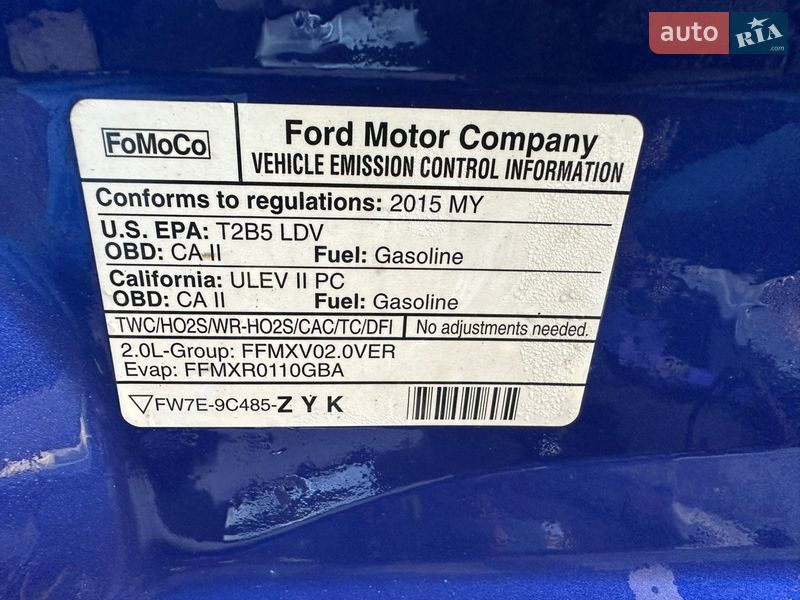 auto RIA .com
FoMoCo
Ford Motor Company
VEHICLE EMISSION CONTROL INFORMATION
Conforms to regulations: 2015 MY
U.S. EPA: T2B5 LDV
OBD: CA II Fuel: Gasoline
California: ULEV II PC
OBD: CA II Fuel: Gasoline
TWC/HO2S/WR-HO2S/CAC/TC/DFI No adjustments needed.
2.0L-Group: FFMXV02.0VER
Evap: FFMXR0110GBA
FW7E-9C485-Z Y K